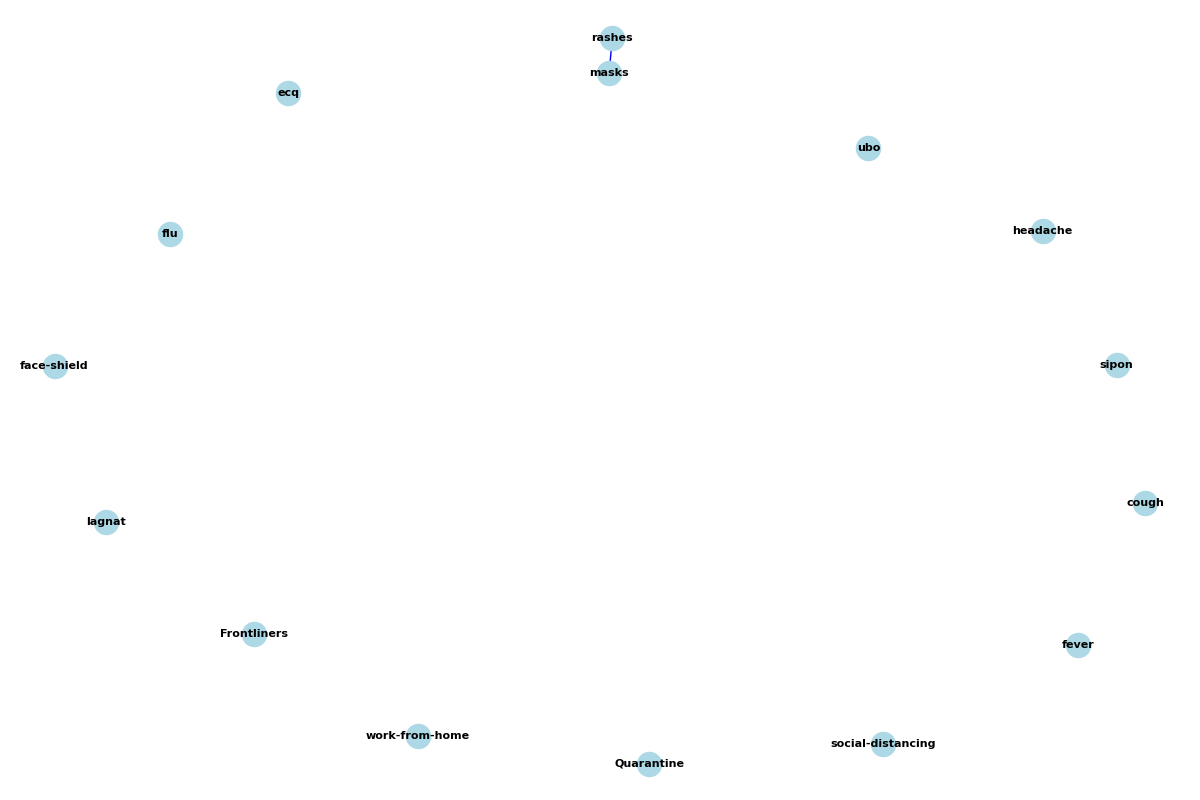 rashes
masks
ecq
ubo
headache
flu
sipon
face-shield
cough
lagnat
Frontliners
fever
work-from-home
social-distancing
Quarantine